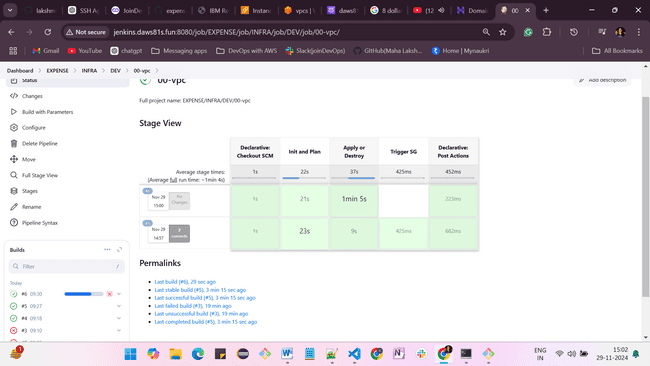 lakshmi
SSH A
JoinDev
expens
IBM Re
Instan
vpcs | V
daws81
8 dolla
(12
Domai
00
Not secure
jenkins.daws81s.fun:8080/job/EXPENSE/job/INFRA/job/DEV/job/00-vpc/
Gmail
YouTube
chatgpt
Messaging apps
DevOps with AWS
Slack(joinDevOps)
GitHub(Maha Laksh...
Home | Mynaukri
All Bookmarks
Dashboard > EXPENSE > INFRA > DEV > 00-vpc >
Status
00-vpc
Add description
Changes
Build with Parameters
Configure
Delete Pipeline
Move
Full Stage View
Stages
Rename
Pipeline Syntax
Full project name: EXPENSE/INFRA/DEV/00-vpc
Stage View
Declarative: Checkout SCM
Init and Plan
Apply or Destroy
Trigger SG
Declarative: Post Actions
Average stage times:
(Average full run time: ~1min 4s)
1s
22s
37s
425ms
452ms
Nov 29
15:00
No Changes
1s
21s
1min 5s
223ms
Nov 29
14:57
2 commits
1s
23s
9s
425ms
682ms
Builds
Filter
/
Today
#6 09:30
#5 09:27
#4 09:18
#3 09:10
Permalinks
Last build (#6), 29 sec ago
Last stable build (#5), 3 min 15 sec ago
Last successful build (#5), 3 min 15 sec ago
Last failed build (#3), 19 min ago
Last unsuccessful build (#3), 19 min ago
Last completed build (#5), 3 min 15 sec ago
1
ENG
IN
15:02
29-11-2024